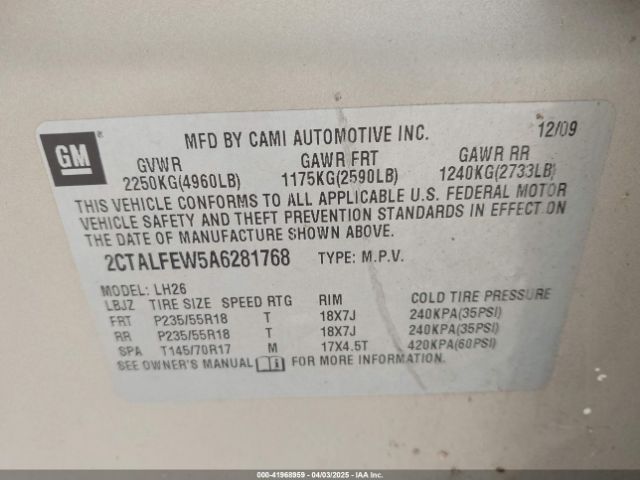 GM
®
MFD BY CAMI AUTOMOTIVE INC. 12/09
GVWR GAWR FRT GAWR RR
2250KG(4960LB) 1175KG(2590LB) 1240KG(2733LB)
THIS VEHICLE CONFORMS TO ALL APPLICABLE U.S. FEDERAL MOTOR
VEHICLE SAFETY AND THEFT PREVENTION STANDARDS IN EFFECT ON
THE DATE OF MANUFACTURE SHOWN ABOVE.
2CTALFEW5A6281768 TYPE: M.P.V.
MODEL: LH26
LBJZ TIRE SIZE SPEED RTG RIM COLD TIRE PRESSURE
FRT P235/55R18 T 18X7J 240KPA(35PSI)
RR P235/55R18 T 18X7J 240KPA(35PSI)
SPA T145/70R17 M 17X4.5T 420KPA(60PSI)
SEE OWNER'S MANUAL FOR MORE INFORMATION.
000-41968959 - 04/03/2025 - IAA Inc.